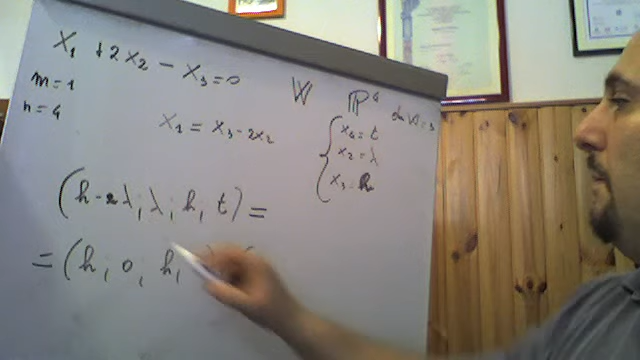 x₁ + 2x₂ - x₃ = 0
m = 1
n = 4
W ℝ⁴ dim W = 3
x₁ = x₃ - 2x₂
x₄ = t
x₂ = λ
x₃ = h
(h - 2λ; λ; h, t) =
= (h; 0; h,